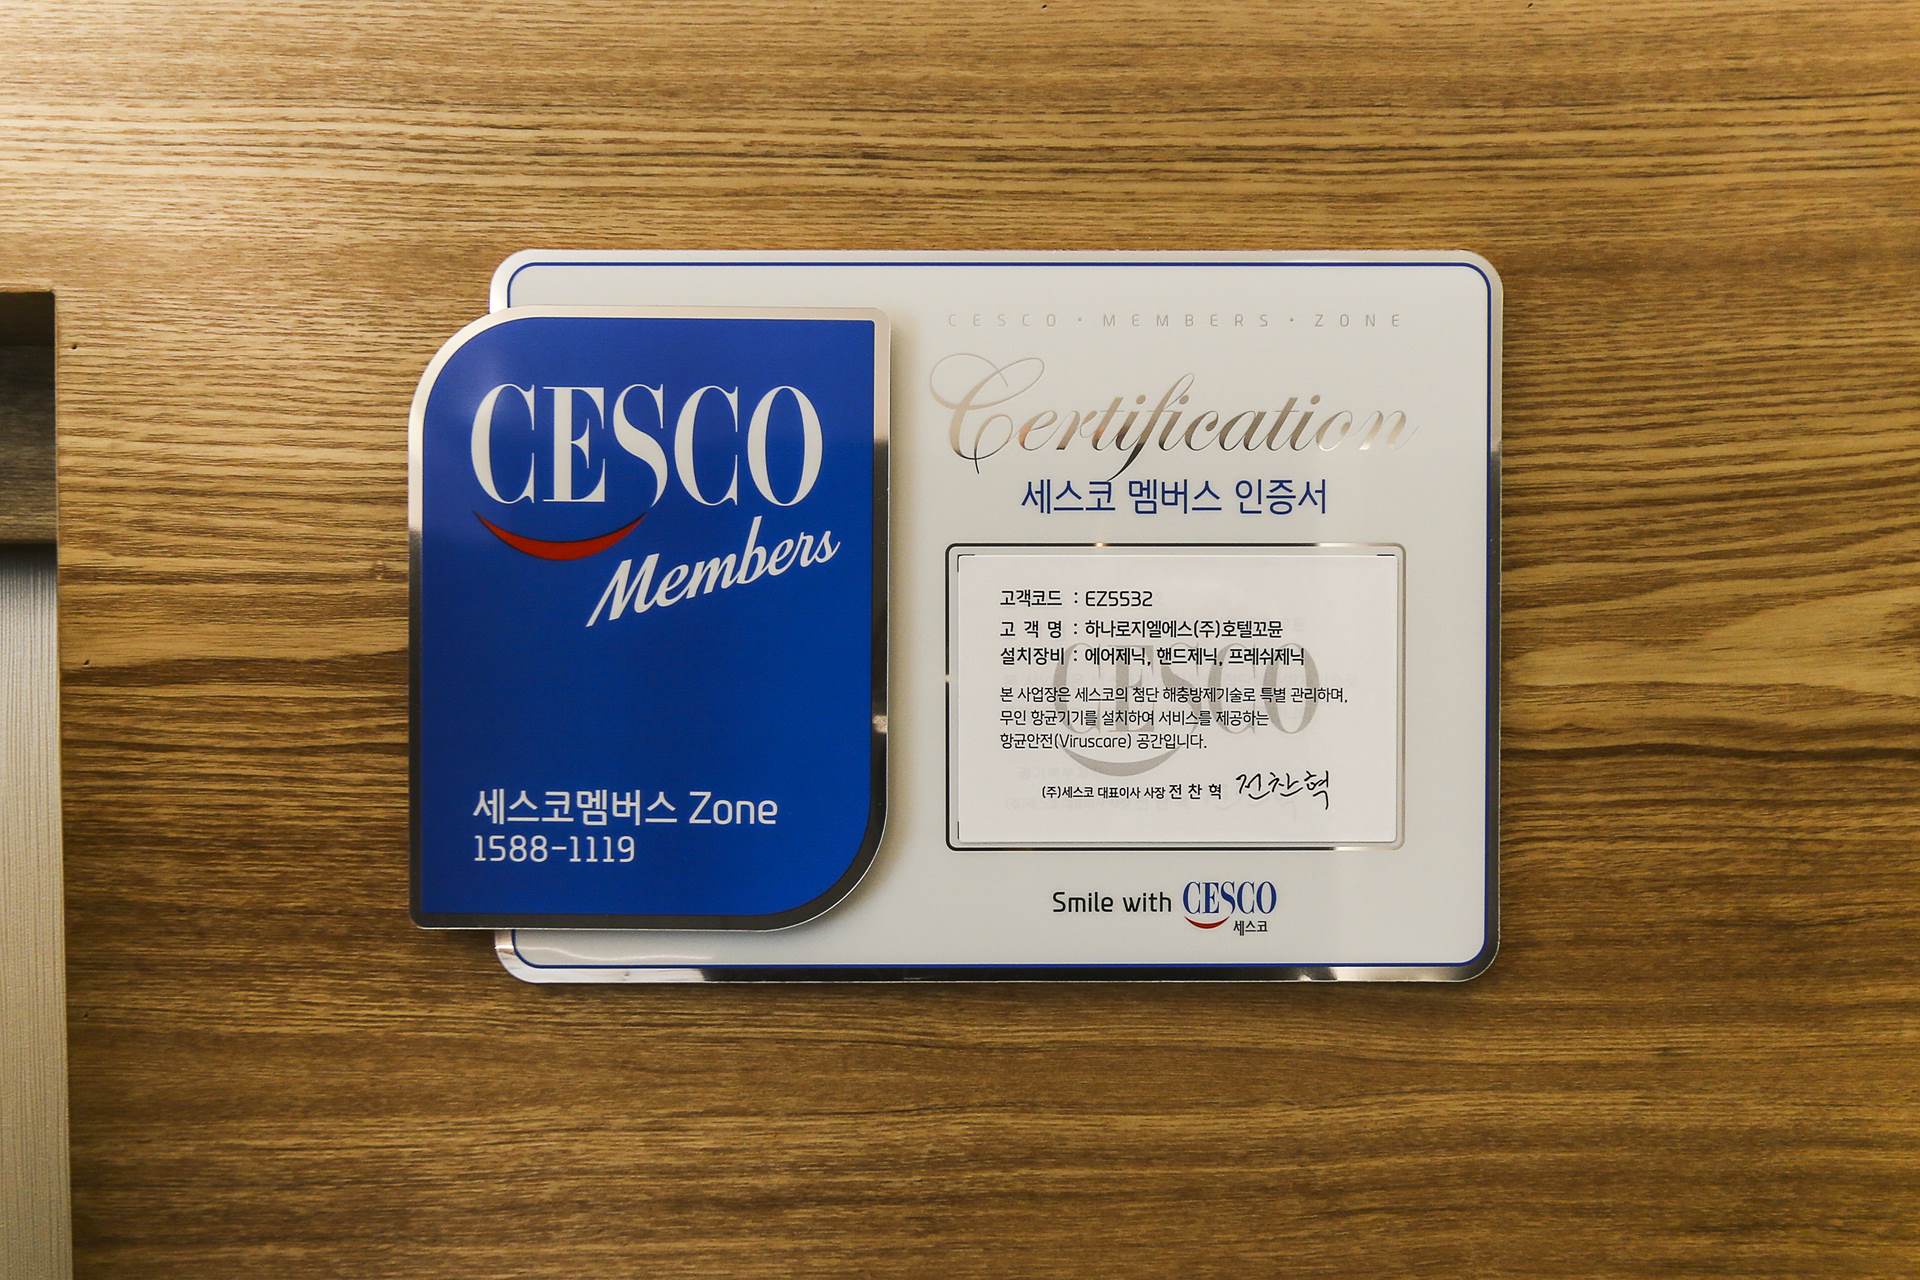 CESCO
Members
세스코멤버스 Zone
1588-1119
CESCO·MEMBERS·ZONE
Certification
세스코 멤버스 인증서
고객코드 : EZ5532
고 객 명 : 하나로지엘에스(주)호텔꼬뮨
설치장비 : 에어제닉, 핸드제닉, 프레쉬제닉
본 사업장은 세스코의 첨단 해충방제기술로 특별 관리하며,
무인 항균기기를 설치하여 서비스를 제공하는
항균안전(Viruscare) 공간입니다.
(주)세스코 대표이사 사장 전 찬 혁 전찬혁
CESCO
Smile with CESCO
세스코